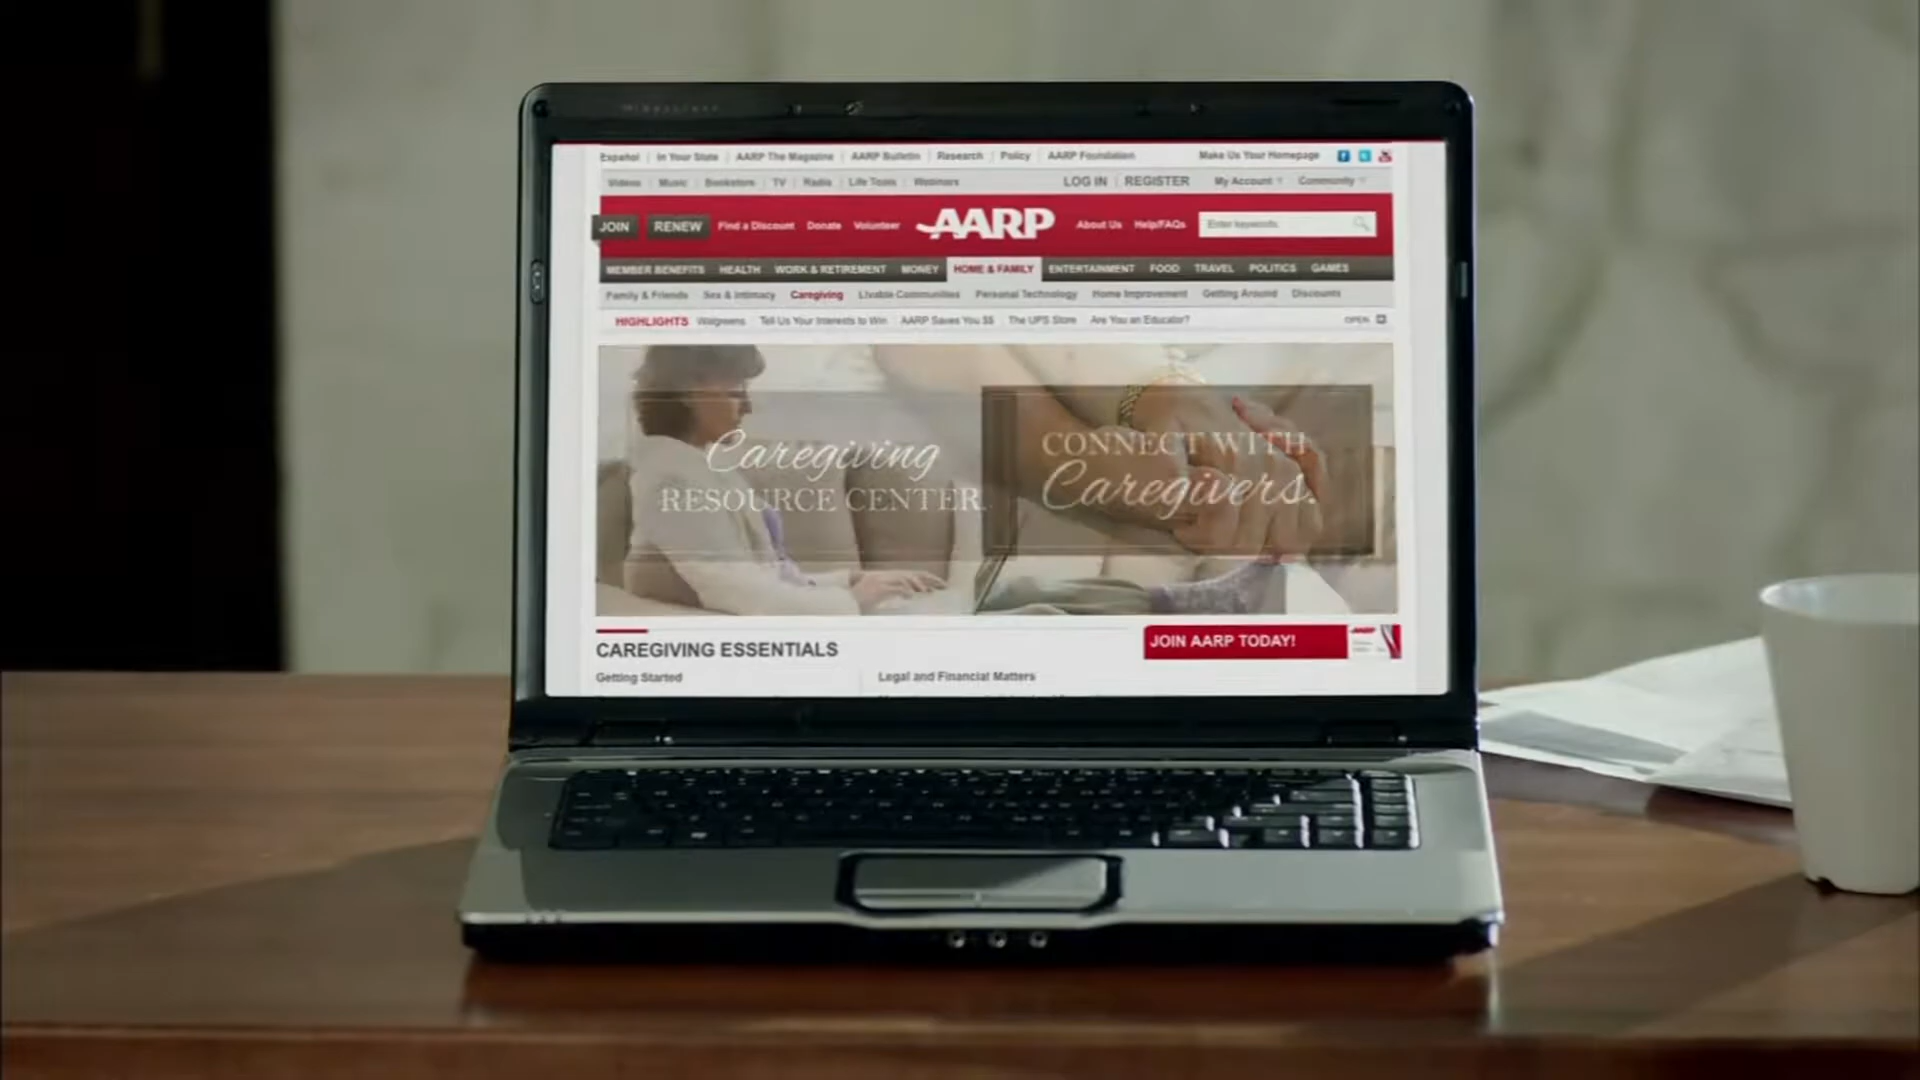 Español In Your State AARP The Magazine AARP Bulletin Research Policy AARP Foundation Make Us Your Homepage
Videos Music Bookstore TV Radio Life Tools Webinars LOG IN REGISTER My Account Community
JOIN RENEW Find a Discount Donate Volunteer AARP About Us Help/FAQs Enter keywords
MEMBER BENEFITS HEALTH WORK & RETIREMENT MONEY HOME & FAMILY ENTERTAINMENT FOOD TRAVEL POLITICS GAMES
Family & Friends Sex & Intimacy Caregiving Livable Communities Personal Technology Home Improvement Getting Around Discounts
HIGHLIGHTS Walgreens Tell Us Your Interests to Win AARP Saves You $$ The UPS Store Are You an Educator? OPEN
Caregiving
RESOURCE CENTER
CONNECT WITH
Caregivers.
CAREGIVING ESSENTIALS
JOIN AARP TODAY!
Getting Started
Legal and Financial Matters